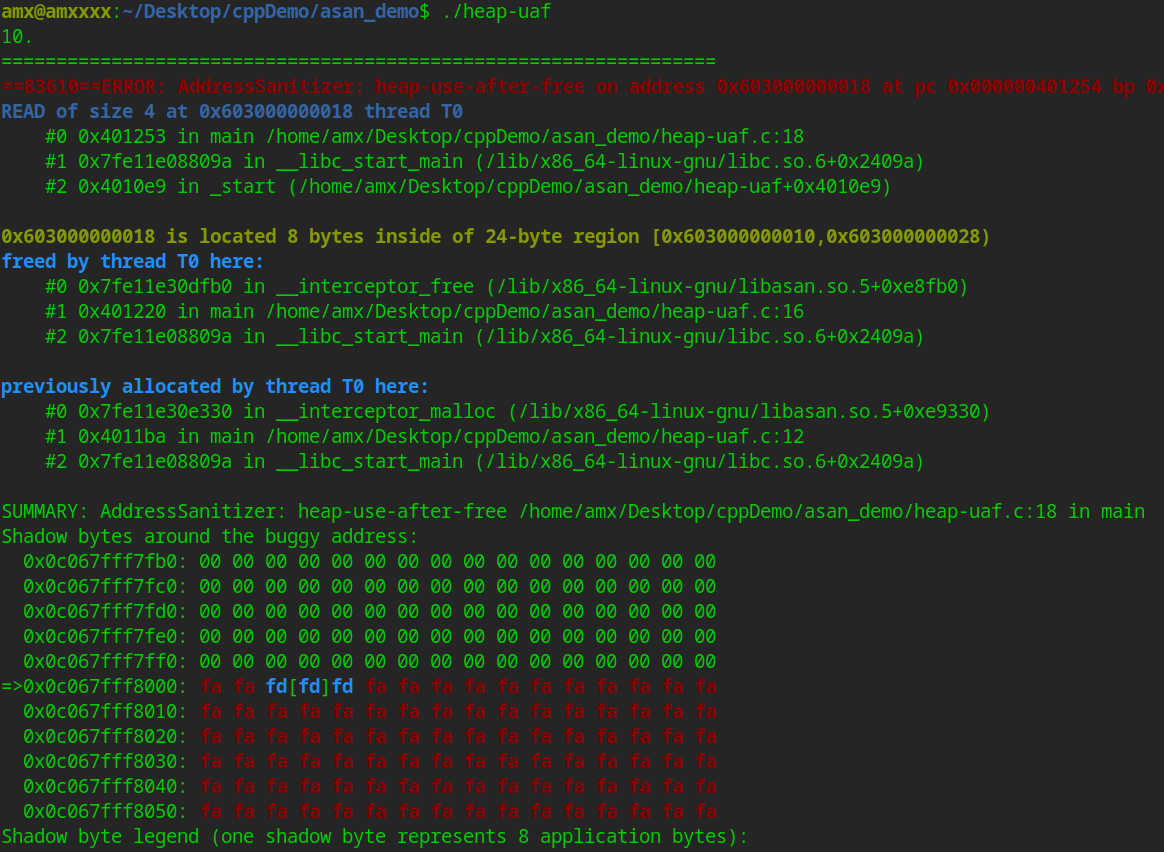 amx@amxxxx:~/Desktop/cppDemo/asan_demo$ ./heap-uaf
10.
=================================================================
==83610==ERROR: AddressSanitizer: heap-use-after-free on address 0x603000000018 at pc 0x000000401254 bp 0x
READ of size 4 at 0x603000000018 thread T0
    #0 0x401253 in main /home/amx/Desktop/cppDemo/asan_demo/heap-uaf.c:18
    #1 0x7fe11e08809a in __libc_start_main (/lib/x86_64-linux-gnu/libc.so.6+0x2409a)
    #2 0x4010e9 in _start (/home/amx/Desktop/cppDemo/asan_demo/heap-uaf+0x4010e9)

0x603000000018 is located 8 bytes inside of 24-byte region [0x603000000010,0x603000000028)
freed by thread T0 here:
    #0 0x7fe11e30dfb0 in __interceptor_free (/lib/x86_64-linux-gnu/libasan.so.5+0xe8fb0)
    #1 0x401220 in main /home/amx/Desktop/cppDemo/asan_demo/heap-uaf.c:16
    #2 0x7fe11e08809a in __libc_start_main (/lib/x86_64-linux-gnu/libc.so.6+0x2409a)

previously allocated by thread T0 here:
    #0 0x7fe11e30e330 in __interceptor_malloc (/lib/x86_64-linux-gnu/libasan.so.5+0xe9330)
    #1 0x4011ba in main /home/amx/Desktop/cppDemo/asan_demo/heap-uaf.c:12
    #2 0x7fe11e08809a in __libc_start_main (/lib/x86_64-linux-gnu/libc.so.6+0x2409a)

SUMMARY: AddressSanitizer: heap-use-after-free /home/amx/Desktop/cppDemo/asan_demo/heap-uaf.c:18 in main
Shadow bytes around the buggy address:
  0x0c067fff7fb0: 00 00 00 00 00 00 00 00 00 00 00 00 00 00 00 00
  0x0c067fff7fc0: 00 00 00 00 00 00 00 00 00 00 00 00 00 00 00 00
  0x0c067fff7fd0: 00 00 00 00 00 00 00 00 00 00 00 00 00 00 00 00
  0x0c067fff7fe0: 00 00 00 00 00 00 00 00 00 00 00 00 00 00 00 00
  0x0c067fff7ff0: 00 00 00 00 00 00 00 00 00 00 00 00 00 00 00 00
=>0x0c067fff8000: fa fa fd[fd]fd fa fa fa fa fa fa fa fa fa fa fa
  0x0c067fff8010: fa fa fa fa fa fa fa fa fa fa fa fa fa fa fa fa
  0x0c067fff8020: fa fa fa fa fa fa fa fa fa fa fa fa fa fa fa fa
  0x0c067fff8030: fa fa fa fa fa fa fa fa fa fa fa fa fa fa fa fa
  0x0c067fff8040: fa fa fa fa fa fa fa fa fa fa fa fa fa fa fa fa
  0x0c067fff8050: fa fa fa fa fa fa fa fa fa fa fa fa fa fa fa fa
Shadow byte legend (one shadow byte represents 8 application bytes):